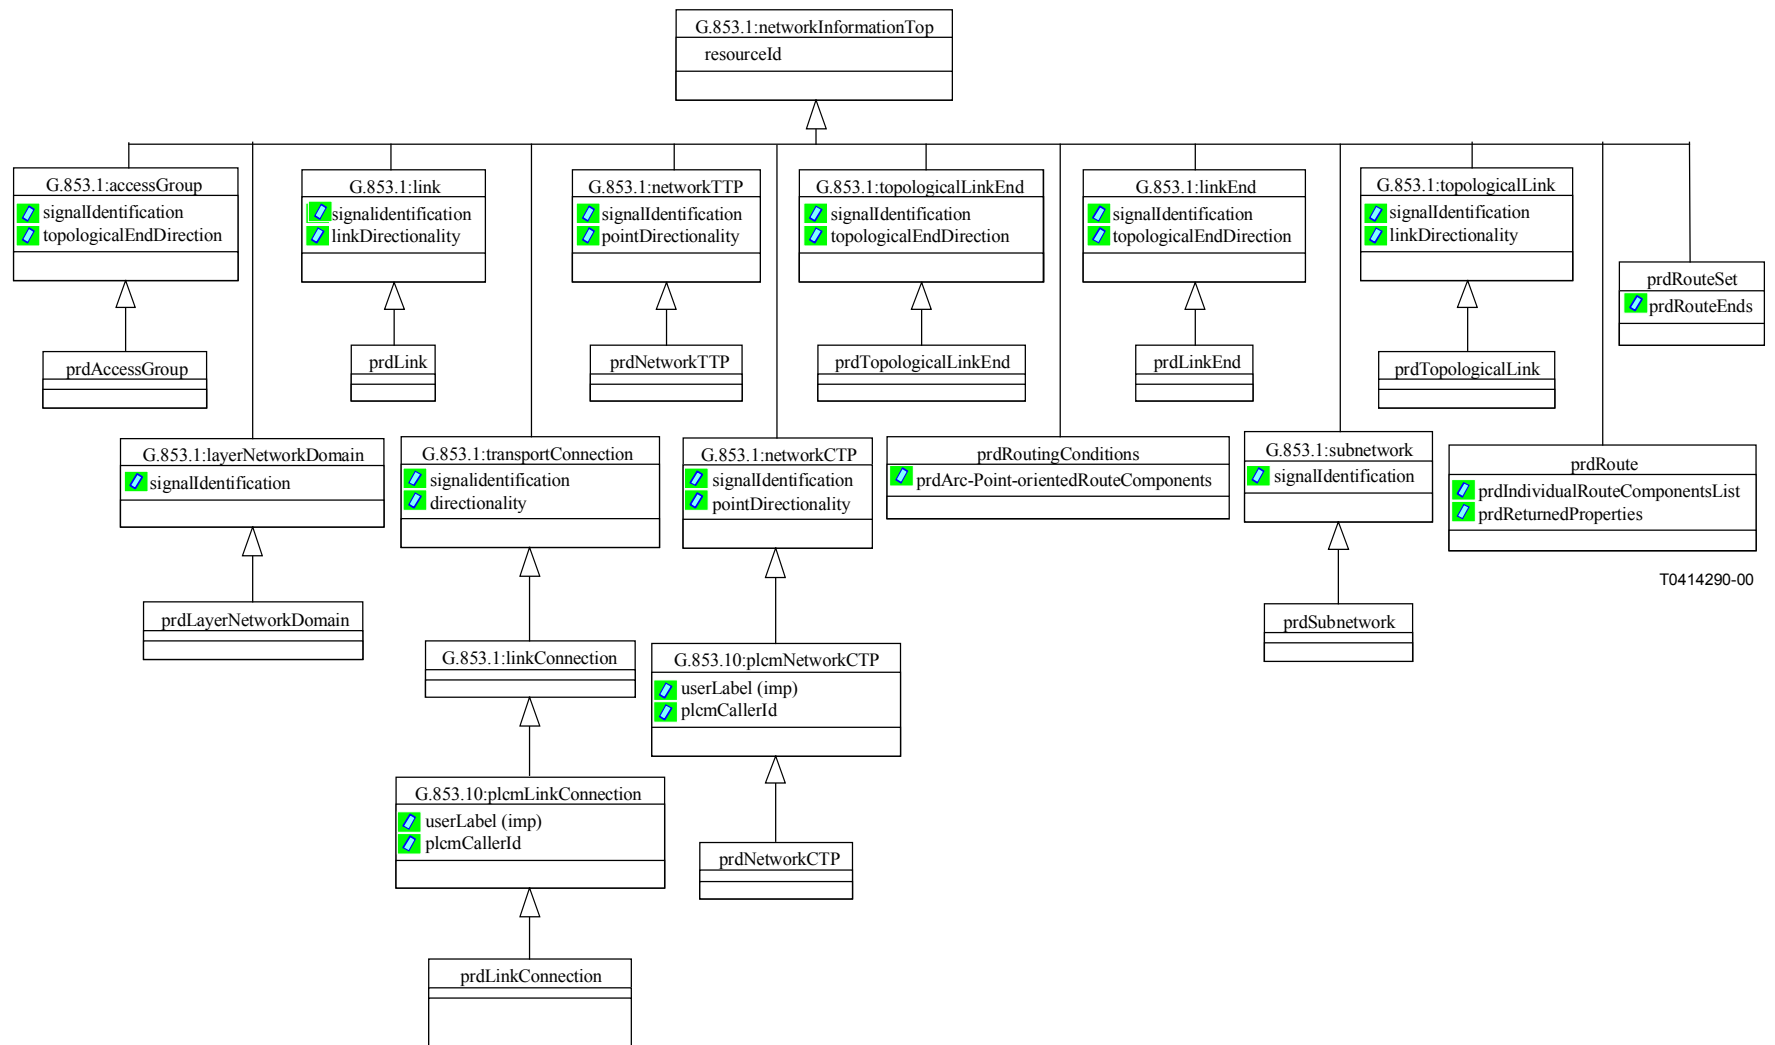 G.853.1:networkInformationTop
resourceId
G.853.1:accessGroup
signalIdentification
topologicalEndDirection
G.853.1:link
signalidentification
linkDirectionality
G.853.1:networkTTP
signalIdentification
pointDirectionality
G.853.1:topologicalLinkEnd
signalIdentification
topologicalEndDirection
G.853.1:linkEnd
signalIdentification
topologicalEndDirection
G.853.1:topologicalLink
signalIdentification
linkDirectionality
prdRouteSet
prdRouteEnds
prdAccessGroup
prdLink
prdNetworkTTP
prdTopologicalLinkEnd
prdLinkEnd
prdTopologicalLink
G.853.1:layerNetworkDomain
signalIdentification
G.853.1:transportConnection
signalidentification
directionality
G.853.1:networkCTP
signalIdentification
pointDirectionality
prdRoutingConditions
prdArc-Point-orientedRouteComponents
G.853.1:subnetwork
signalIdentification
prdRoute
prdIndividualRouteComponentsList
prdReturnedProperties
T0414290-00
prdLayerNetworkDomain
G.853.1:linkConnection
G.853.10:plcmNetworkCTP
userLabel (imp)
plcmCallerId
prdSubnetwork
G.853.10:plcmLinkConnection
userLabel (imp)
plcmCallerId
prdNetworkCTP
prdLinkConnection